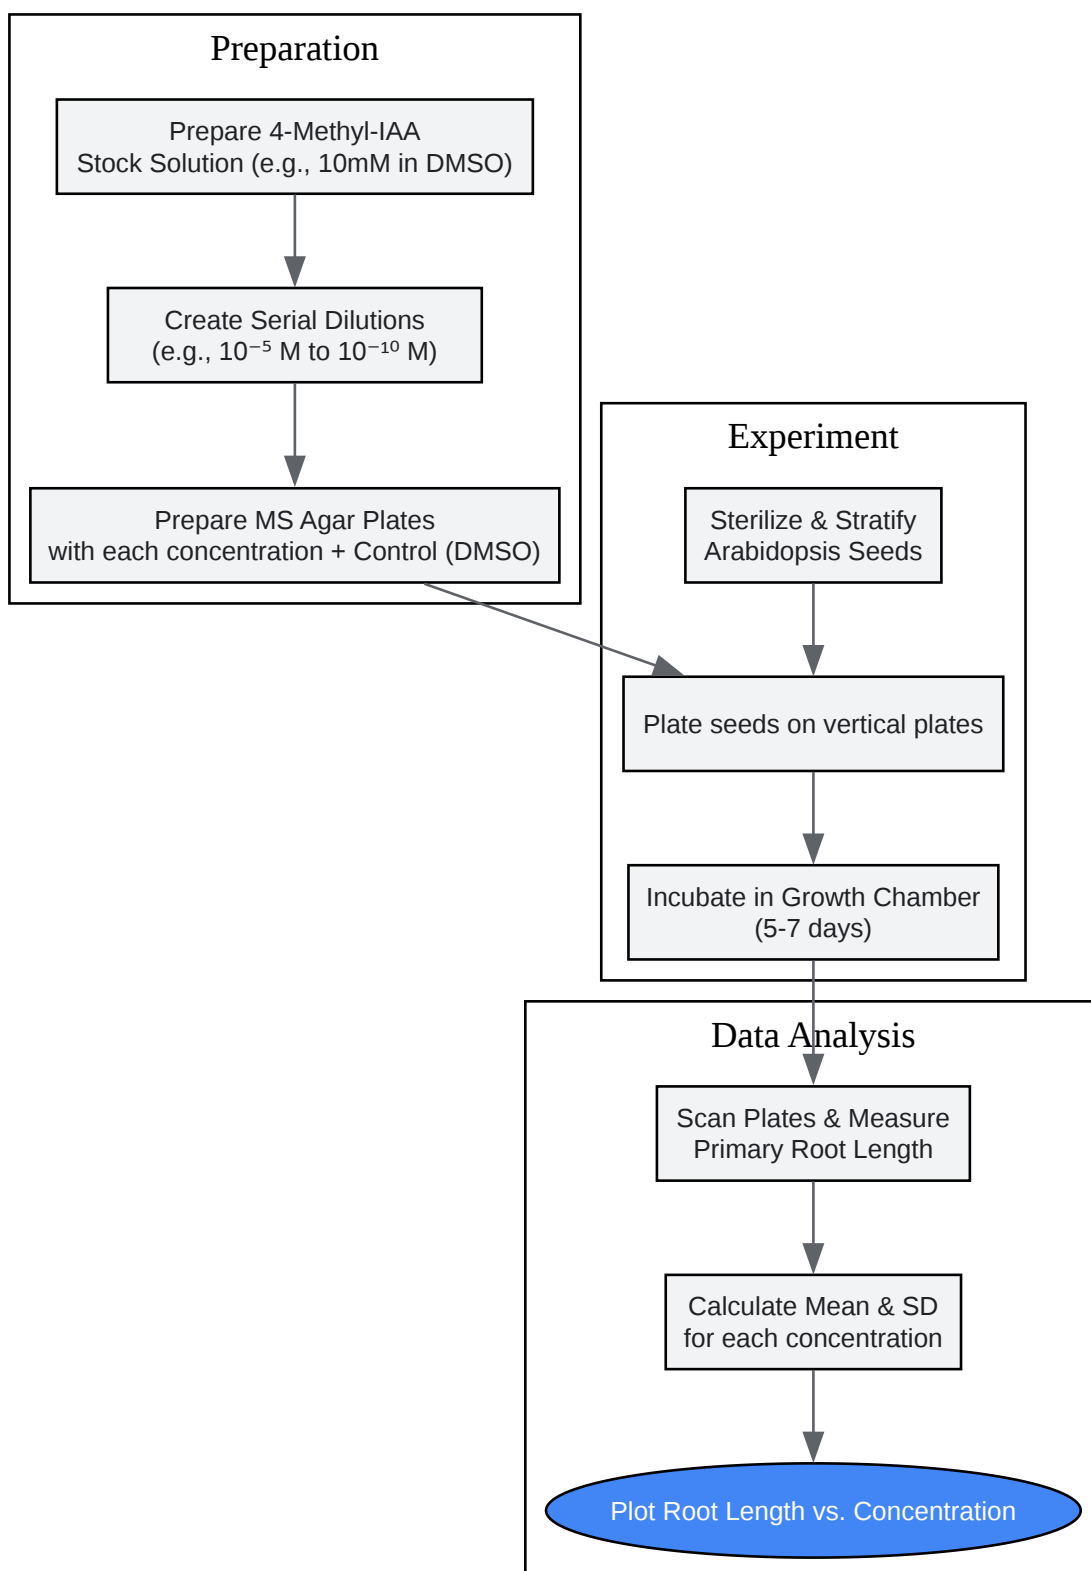 Preparation
Prepare 4-Methyl-IAA
Stock Solution (e.g., 10mM in DMSO)
Create Serial Dilutions
(e.g., 10⁻⁵ M to 10⁻¹⁰ M)
Prepare MS Agar Plates
with each concentration + Control (DMSO)
Experiment
Sterilize & Stratify
Arabidopsis Seeds
Plate seeds on vertical plates
Incubate in Growth Chamber
(5-7 days)
Data Analysis
Scan Plates & Measure
Primary Root Length
Calculate Mean & SD
for each concentration
Plot Root Length vs. Concentration